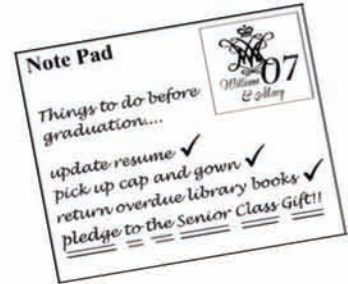 Note Pad
William 07
& Mary
Things to do before
graduation....
update resume ✓
pick up cap and gown ✓
return overdue library books ✓
pledge to the Senior Class Gift!!